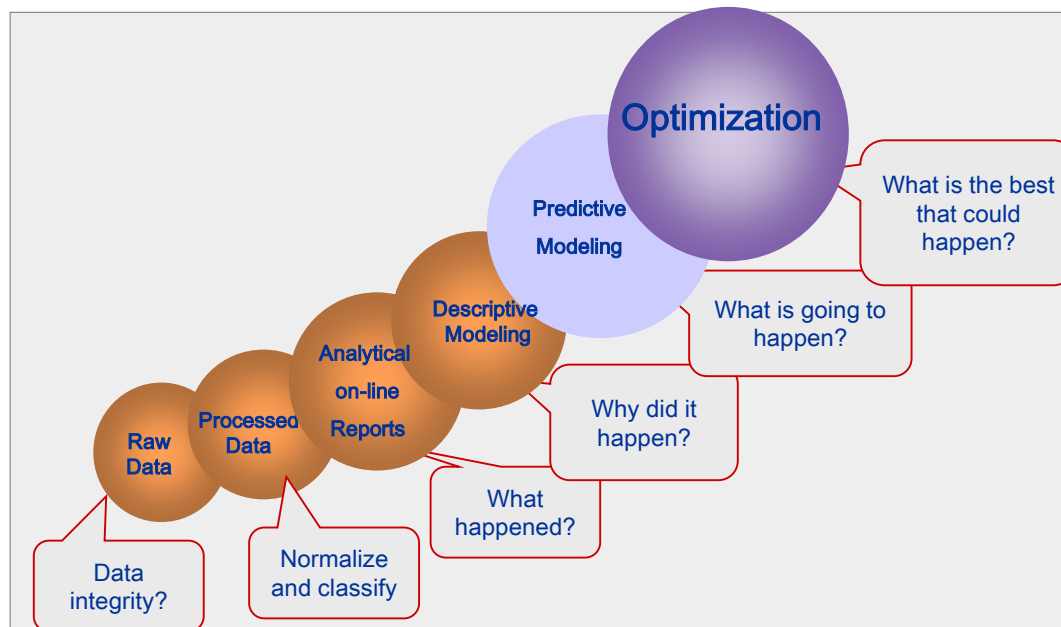 Optimization
What is the best
that could
happen?
Predictive
Modeling
What is going to
happen?
Descriptive
Modeling
Why did it
happen?
Analytical
on-line
Reports
What
happened?
Processed
Data
Normalize
and classify
Raw
Data
Data
integrity?